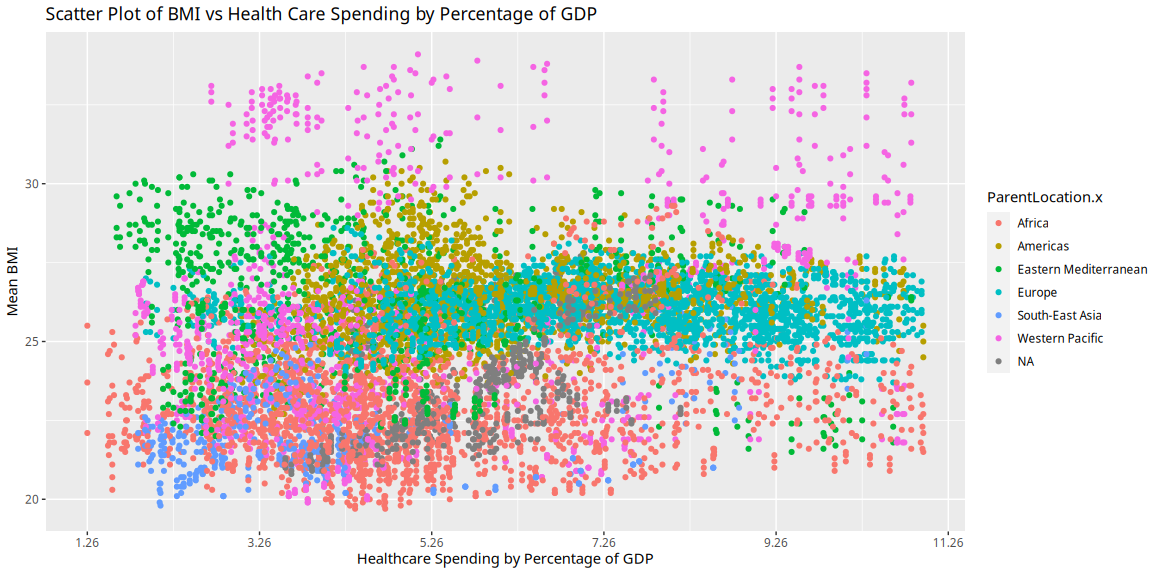 Scatter Plot of BMI vs Health Care Spending by Percentage of GDP
Mean BMI
30
25
20
1.26
3.26
5.26
7.26
9.26
11.26
Healthcare Spending by Percentage of GDP
ParentLocation.x
Africa
Americas
Eastern Mediterranean
Europe
South-East Asia
Western Pacific
NA